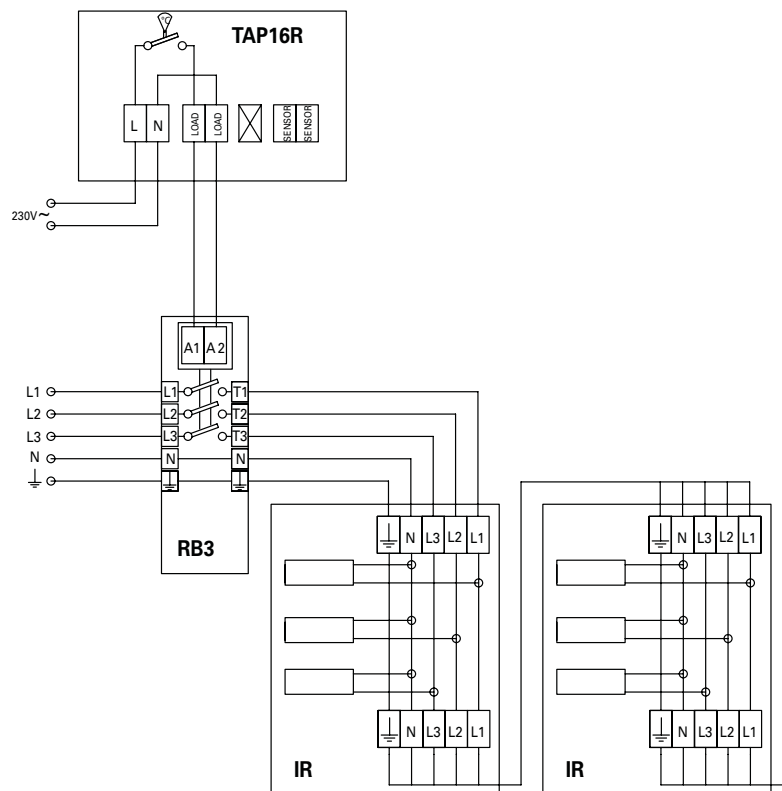 °C
TAP16R
L N LOAD LOAD SENSOR SENSOR
230V~
A1 A2
L1 L1 T1
L2 L2 T2
L3 L3 T3
N N N
RB3
N L3 L2 L1
N L3 L2 L1
N L3 L2 L1
N L3 L2 L1
IR
IR